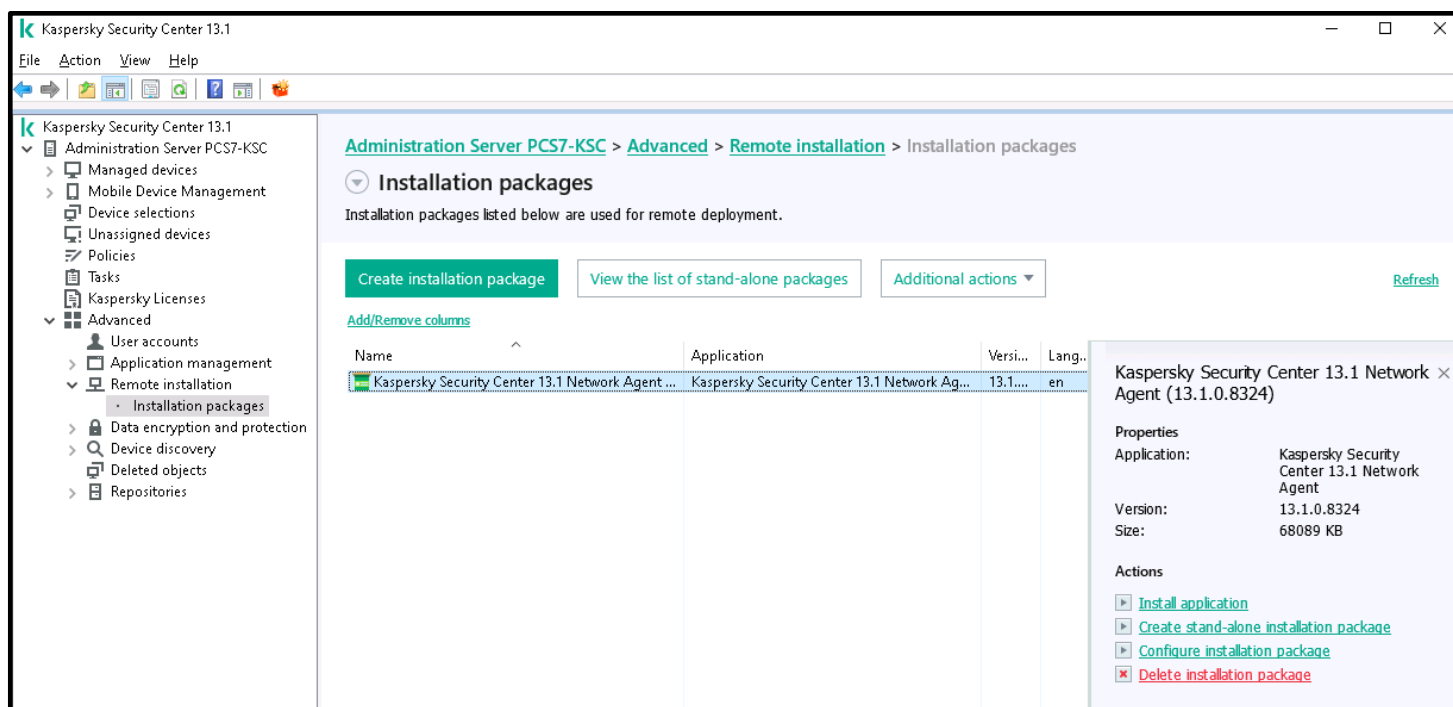 Kaspersky Security Center 13.1
File Action View Help
Kaspersky Security Center 13.1
Administration Server PCS7-KSC
Managed devices
Mobile Device Management
Device selections
Unassigned devices
Policies
Tasks
Kaspersky Licenses
Advanced
User accounts
Application management
Remote installation
Installation packages
Data encryption and protection
Device discovery
Deleted objects
Repositories
Administration Server PCS7-KSC > Advanced > Remote installation > Installation packages
Installation packages
Installation packages listed below are used for remote deployment.
Create installation package View the list of stand-alone packages Additional actions Refresh
Add/Remove columns
Name Application Versi... Lang...
Kaspersky Security Center 13.1 Network Agent ... Kaspersky Security Center 13.1 Network Ag... 13.1.... en
Kaspersky Security Center 13.1 Network
Agent (13.1.0.8324)
Properties
Application: Kaspersky Security
Center 13.1 Network
Agent
Version: 13.1.0.8324
Size: 68089 KB
Actions
Install application
Create stand-alone installation package
Configure installation package
Delete installation package